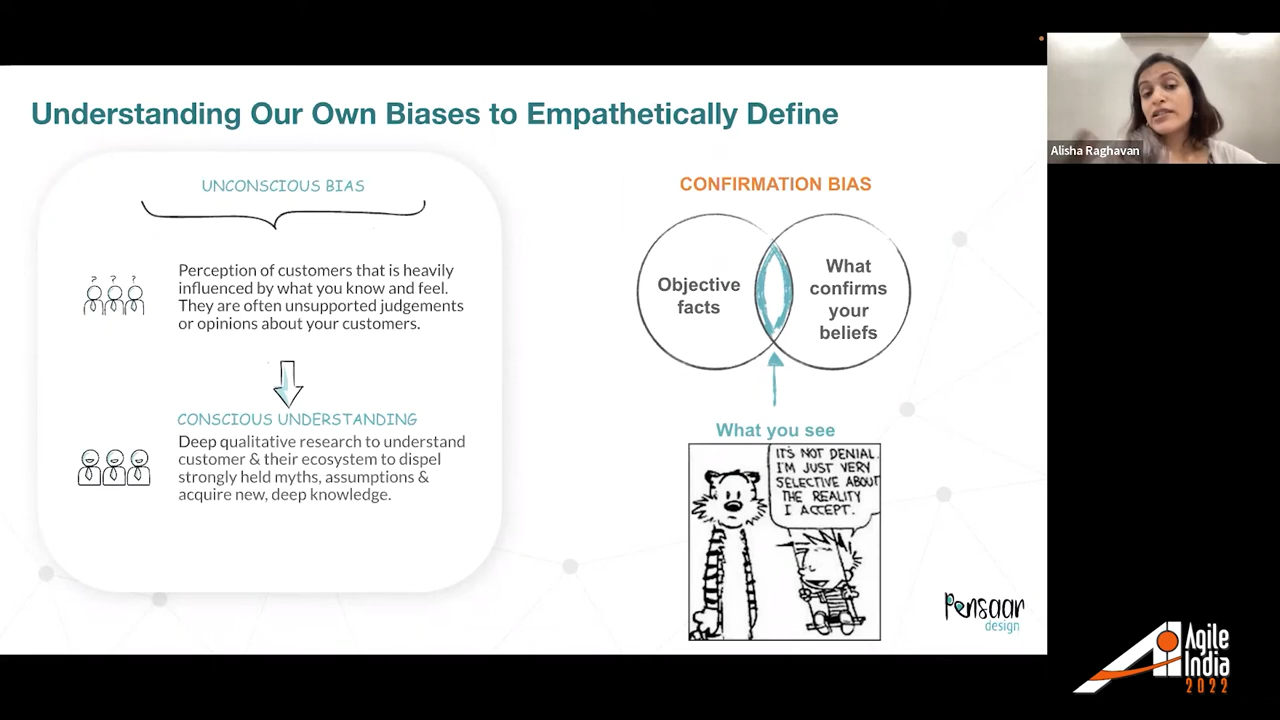 Understanding Our Own Biases to Empathetically Define
UNCONSCIOUS BIAS
? ? ?
Perception of customers that is heavily
influenced by what you know and feel.
They are often unsupported judgements
or opinions about your customers.
CONSCIOUS UNDERSTANDING
Deep qualitative research to understand
customer & their ecosystem to dispel
strongly held myths, assumptions &
acquire new, deep knowledge.
CONFIRMATION BIAS
Objective
facts
What
confirms
your
beliefs
What you see
IT'S NOT DENIAL.
I'M JUST VERY
SELECTIVE ABOUT
THE REALITY
I ACCEPT.
Pensaar
design
Alisha Raghavan
Agile
India
2022